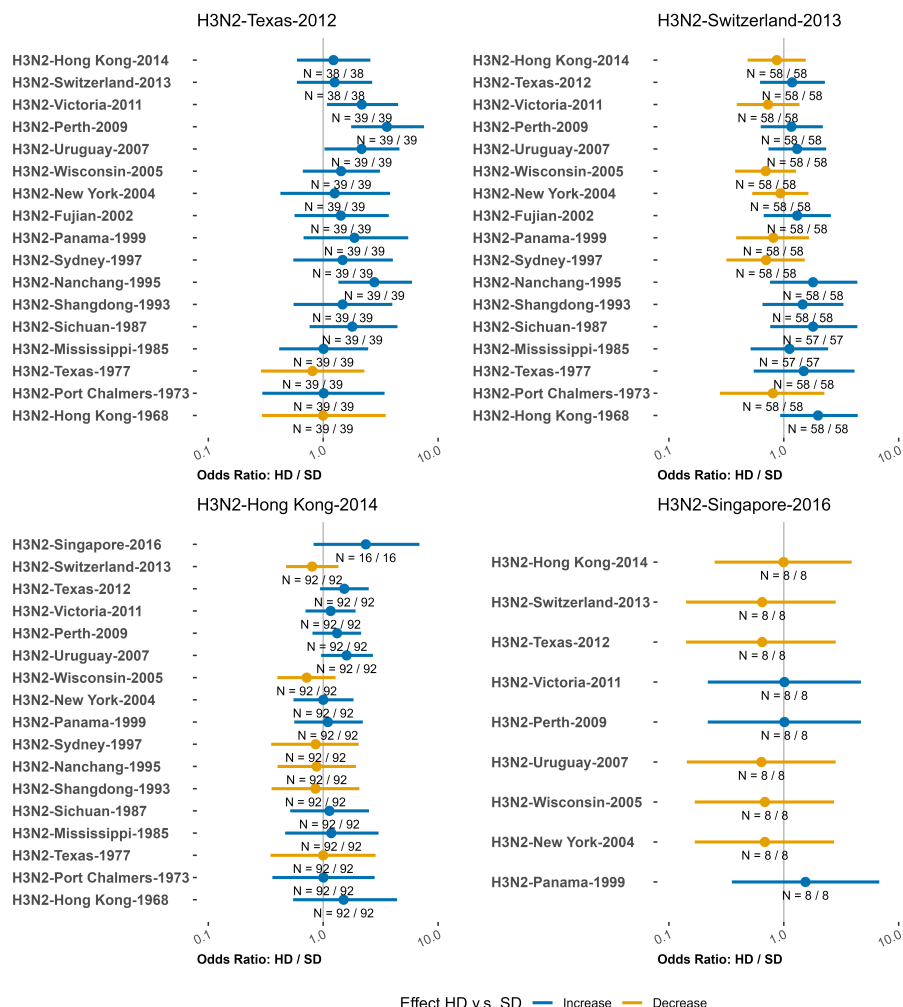 H3N2-Texas-2012
H3N2-Hong Kong-2014
N = 38 / 38
H3N2-Switzerland-2013
N = 38 / 38
H3N2-Victoria-2011
N = 39 / 39
H3N2-Perth-2009
N = 39 / 39
H3N2-Uruguay-2007
N = 39 / 39
H3N2-Wisconsin-2005
N = 39 / 39
H3N2-New York-2004
N = 39 / 39
H3N2-Fujian-2002
N = 39 / 39
H3N2-Panama-1999
N = 39 / 39
H3N2-Sydney-1997
N = 39 / 39
H3N2-Nanchang-1995
N = 39 / 39
H3N2-Shangdong-1993
N = 39 / 39
H3N2-Sichuan-1987
N = 39 / 39
H3N2-Mississippi-1985
N = 39 / 39
H3N2-Texas-1977
N = 39 / 39
H3N2-Port Chalmers-1973
N = 39 / 39
H3N2-Hong Kong-1968
N = 39 / 39
0.1
1.0
10.0
Odds Ratio: HD / SD
H3N2-Switzerland-2013
H3N2-Hong Kong-2014
N = 58 / 58
H3N2-Texas-2012
N = 58 / 58
H3N2-Victoria-2011
N = 58 / 58
H3N2-Perth-2009
N = 58 / 58
H3N2-Uruguay-2007
N = 58 / 58
H3N2-Wisconsin-2005
N = 58 / 58
H3N2-New York-2004
N = 58 / 58
H3N2-Fujian-2002
N = 58 / 58
H3N2-Panama-1999
N = 58 / 58
H3N2-Sydney-1997
N = 58 / 58
H3N2-Nanchang-1995
N = 58 / 58
H3N2-Shangdong-1993
N = 58 / 58
H3N2-Sichuan-1987
N = 57 / 57
H3N2-Mississippi-1985
N = 57 / 57
H3N2-Texas-1977
N = 58 / 58
H3N2-Port Chalmers-1973
N = 58 / 58
H3N2-Hong Kong-1968
N = 58 / 58
0.1
1.0
10.0
Odds Ratio: HD / SD
H3N2-Hong Kong-2014
H3N2-Singapore-2016
N = 16 / 16
H3N2-Switzerland-2013
N = 92 / 92
H3N2-Texas-2012
N = 92 / 92
H3N2-Victoria-2011
N = 92 / 92
H3N2-Perth-2009
N = 92 / 92
H3N2-Uruguay-2007
N = 92 / 92
H3N2-Wisconsin-2005
N = 92 / 92
H3N2-New York-2004
N = 92 / 92
H3N2-Panama-1999
N = 92 / 92
H3N2-Sydney-1997
N = 92 / 92
H3N2-Nanchang-1995
N = 92 / 92
H3N2-Shangdong-1993
N = 92 / 92
H3N2-Sichuan-1987
N = 92 / 92
H3N2-Mississippi-1985
N = 92 / 92
H3N2-Texas-1977
N = 92 / 92
H3N2-Port Chalmers-1973
N = 92 / 92
H3N2-Hong Kong-1968
N = 92 / 92
0.1
1.0
10.0
Odds Ratio: HD / SD
H3N2-Singapore-2016
H3N2-Hong Kong-2014
N = 8 / 8
H3N2-Switzerland-2013
N = 8 / 8
H3N2-Texas-2012
N = 8 / 8
H3N2-Victoria-2011
N = 8 / 8
H3N2-Perth-2009
N = 8 / 8
H3N2-Uruguay-2007
N = 8 / 8
H3N2-Wisconsin-2005
N = 8 / 8
H3N2-New York-2004
N = 8 / 8
H3N2-Panama-1999
N = 8 / 8
0.1
1.0
10.0
Odds Ratio: HD / SD
Effect HD v.s. SD Increase Decrease